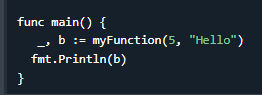 func main() {
   _, b := myFunction(5, "Hello")
  fmt.Println(b)
}